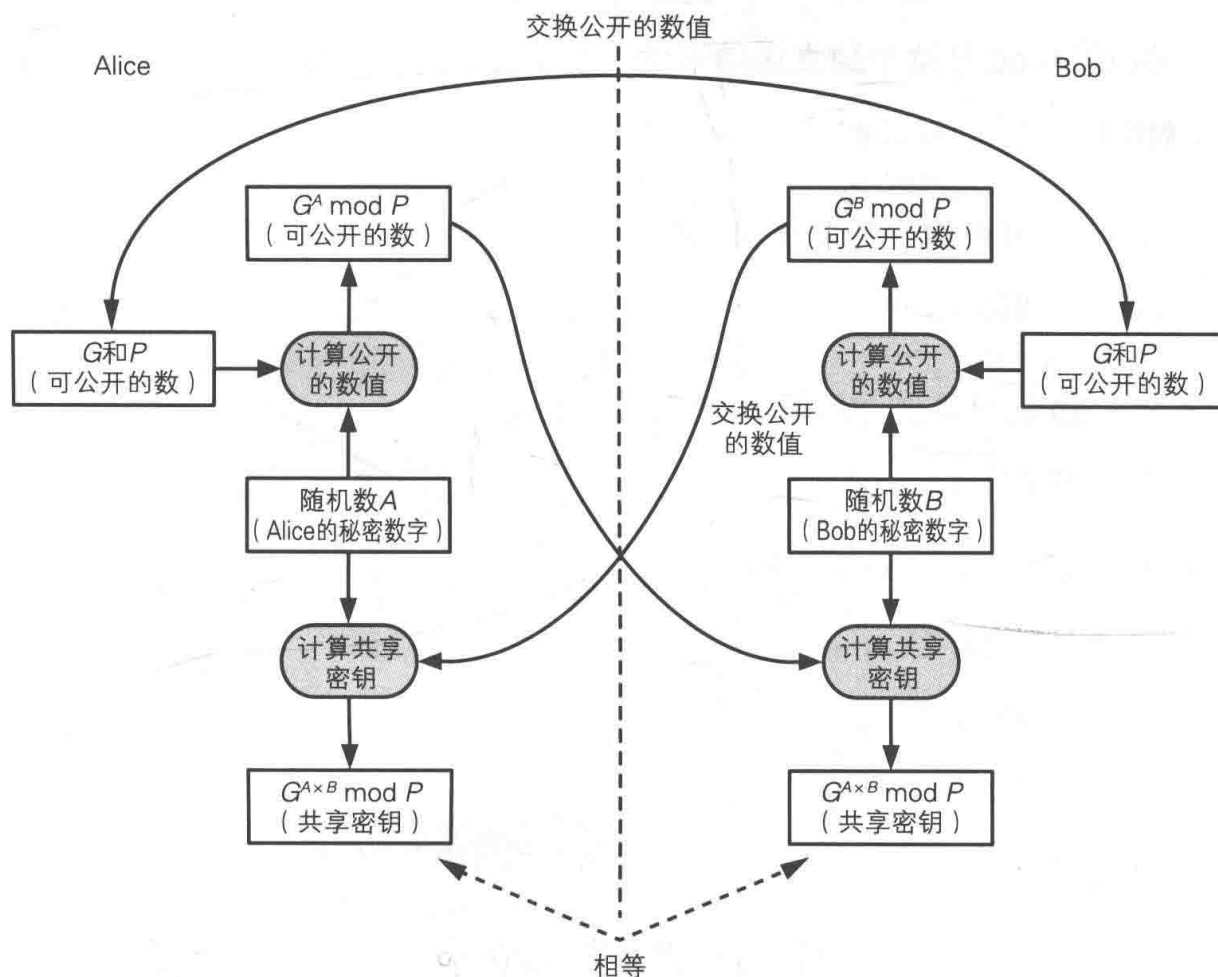 交换公开的数值
Alice
Bob
G^A mod P
（可公开的数）
G^B mod P
（可公开的数）
G和P
（可公开的数）
计算公开
的数值
计算公开
的数值
G和P
（可公开的数）
交换公开
的数值
随机数A
（Alice的秘密数字）
随机数B
（Bob的秘密数字）
计算共享
密钥
计算共享
密钥
G^{A×B} mod P
（共享密钥）
G^{A×B} mod P
（共享密钥）
相等